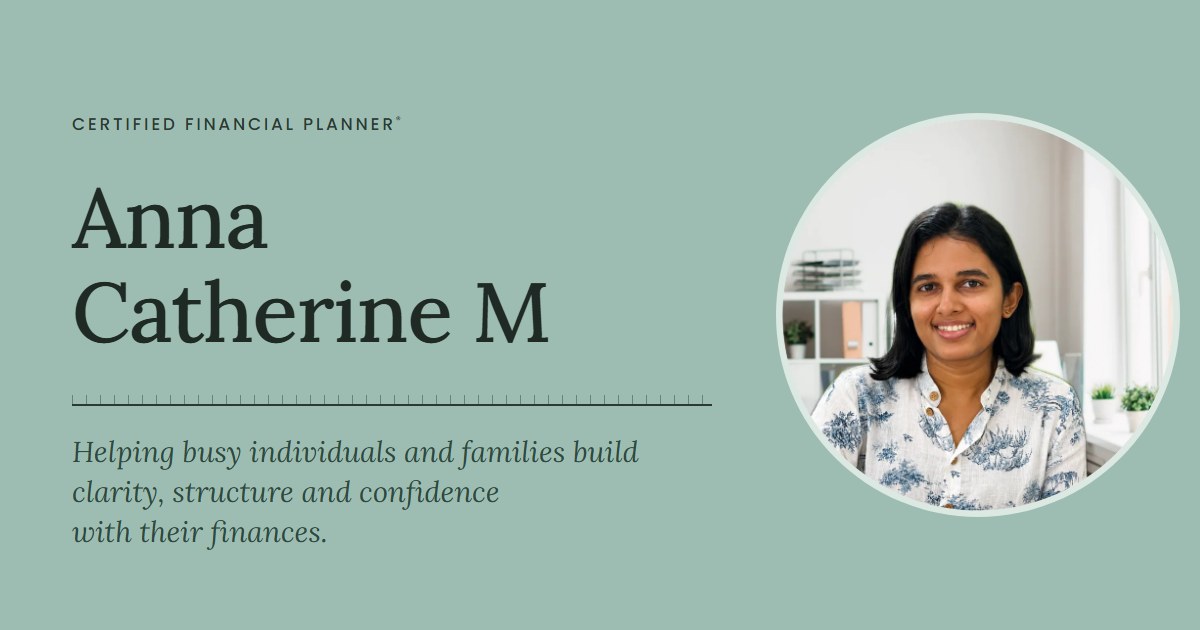 CERTIFIED FINANCIAL PLANNER®
Anna
Catherine M
Helping busy individuals and families build
clarity, structure and confidence
with their finances.